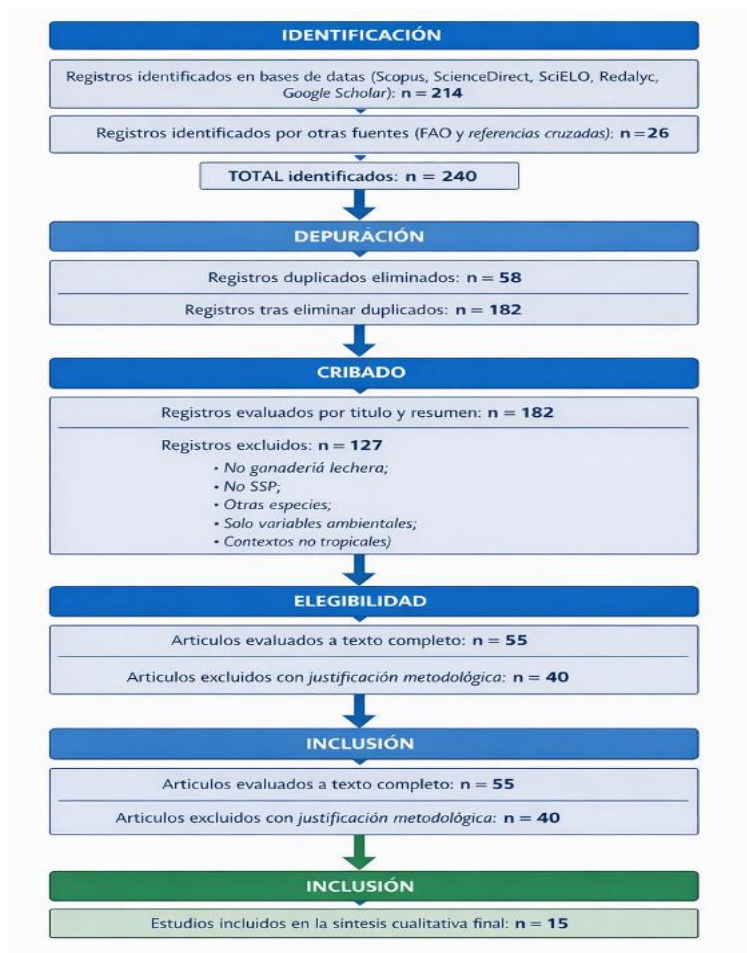 IDENTIFICACIÓN
Registros identificados en bases de datos (Scopus, ScienceDirect, SciELO, Redalyc,
Google Scholar): n = 214
Registros identificados por otras fuentes (FAO y referencias cruzadas): n = 26
TOTAL identificados: n = 240
DEPURACIÓN
Registros duplicados eliminados: n = 58
Registros tras eliminar duplicados: n = 182
CRIBADO
Registros evaluados por titulo y resumen: n = 182
Registros excluidos: n = 127
• No ganaderiá lechera;
• No SSP;
• Otras especies;
• Solo variables ambientales;
• Contextos no tropicales)
ELEGIBILIDAD
Articulos evaluados a texto completo: n = 55
Articulos excluidos con justificación metodológica: n = 40
INCLUSIÓN
Articulos evaluados a texto completo: n = 55
Articulos excluidos con justificación metodológica: n = 40
INCLUSIÓN
Estudios incluidos en la síntesis cualitativa final: n = 15